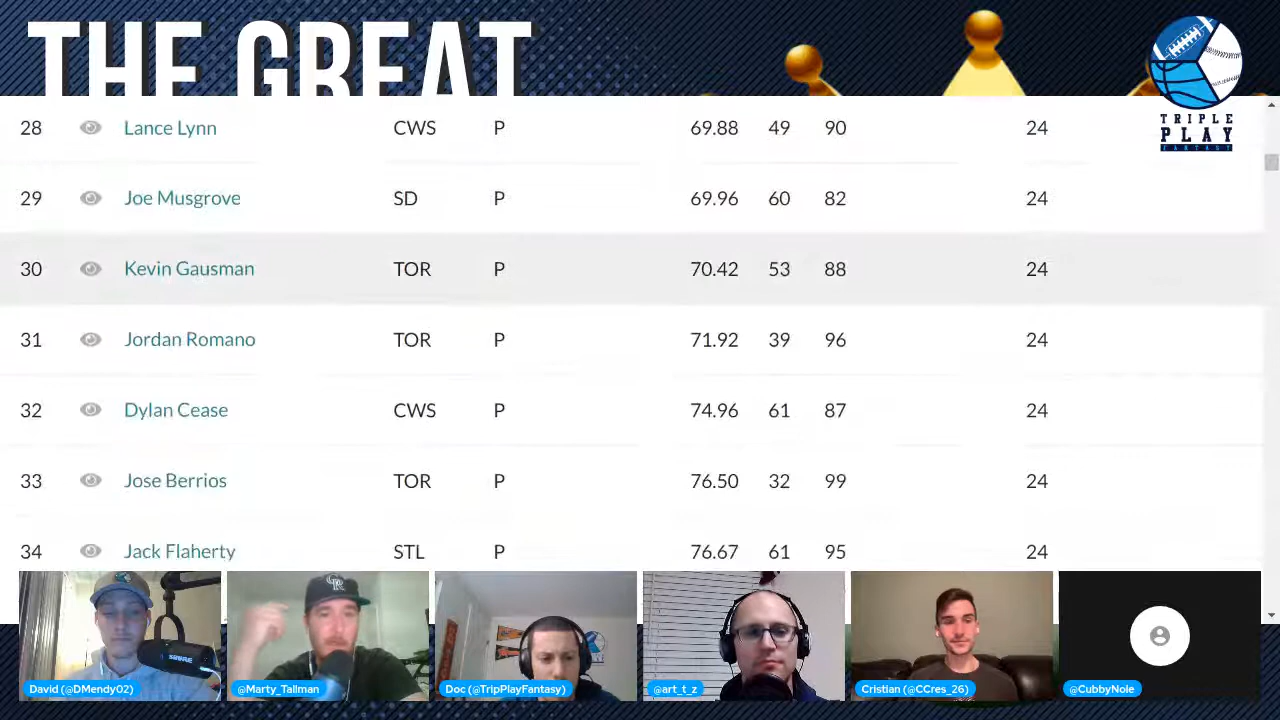 THE GREAT
TRIPLE
PLAY
FANTASY
28 Lance Lynn CWS P 69.88 49 90 24
29 Joe Musgrove SD P 69.96 60 82 24
30 Kevin Gausman TOR P 70.42 53 88 24
31 Jordan Romano TOR P 71.92 39 96 24
32 Dylan Cease CWS P 74.96 61 87 24
33 Jose Berrios TOR P 76.50 32 99 24
34 Jack Flaherty STL P 76.67 61 95 24
SHURE
David (@DMendy02)
@Marty_Tallman
Doc (@TripPlayFantasy)
@art_t_z
Cristian (@CCres_26)
@CubbyNole